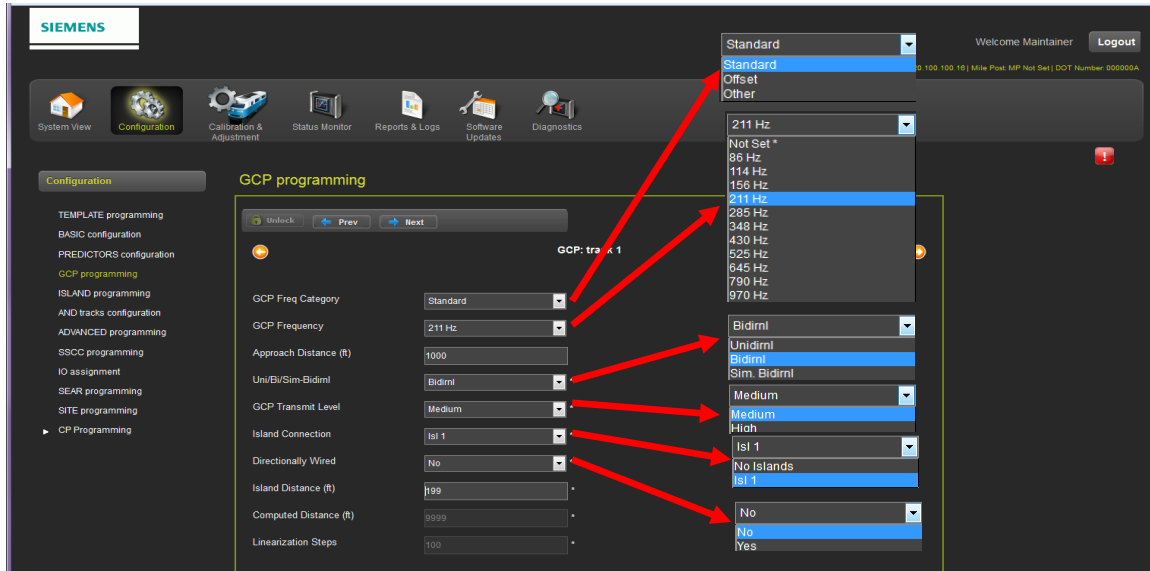 SIEMENS
Welcome Maintainer
Logout
0.100.100.16 | Mile Post: MP Not Set | DOT Number: 000000A
System View
Configuration
Calibration &
Adjustment
Status Monitor
Reports & Logs
Software
Updates
Diagnostics
Configuration
TEMPLATE programming
BASIC configuration
PREDICTORS configuration
GCP programming
ISLAND programming
AND tracks configuration
ADVANCED programming
SSCC programming
IO assignment
SEAR programming
SITE programming
CP Programming
GCP programming
Unlock
Prev
Next
GCP: track 1
GCP Freq Category
Standard
GCP Frequency
211 Hz
Approach Distance (ft)
1000
Uni/Bi/Sim-Bidirnl
Bidirnl
*
GCP Transmit Level
Medium
*
Island Connection
Isl 1
*
Directionally Wired
No
*
Island Distance (ft)
199
*
Computed Distance (ft)
9999
*
Linearization Steps
100
*
Standard
Standard
Offset
Other
211 Hz
Not Set *
86 Hz
114 Hz
156 Hz
211 Hz
285 Hz
348 Hz
430 Hz
525 Hz
645 Hz
790 Hz
970 Hz
Bidirnl
Unidirnl
Bidirnl
Sim. Bidirnl
Medium
Medium
High
Isl 1
No Islands
Isl 1
No
No
Yes